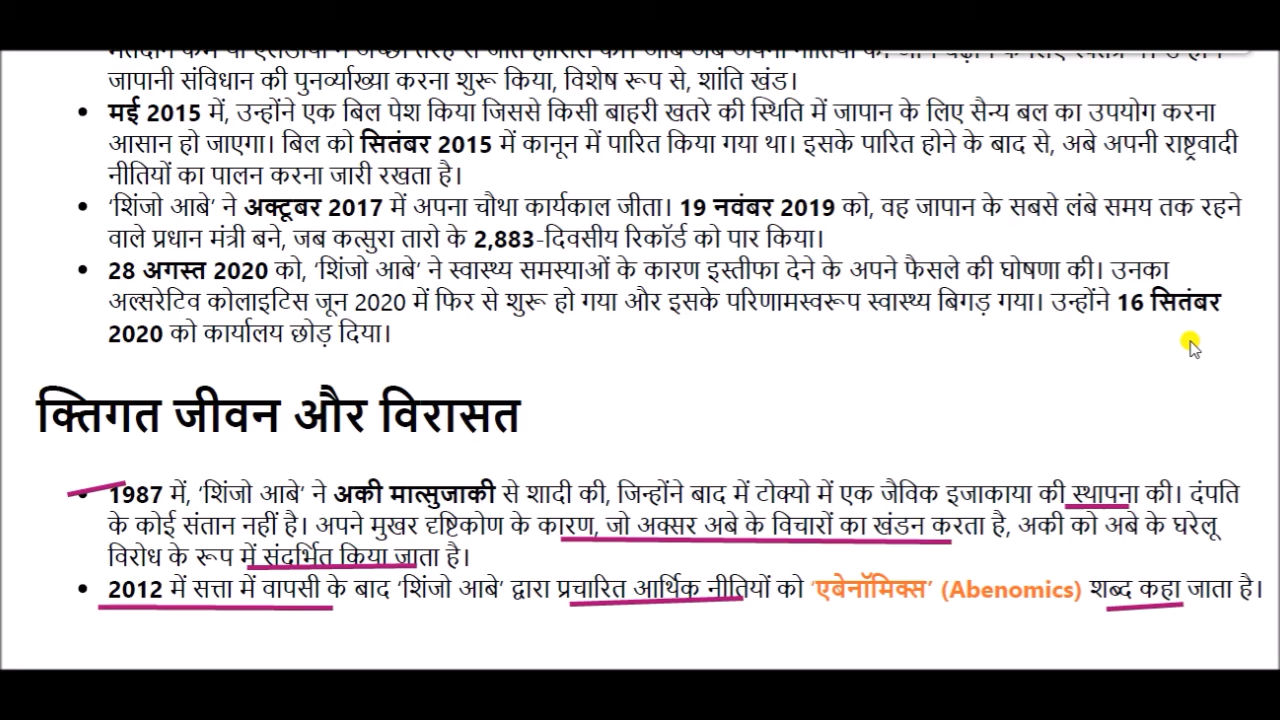 जापानी संविधान की पुनर्व्याख्या करना शुरू किया, विशेष रूप से, शांति खंड।
• मई 2015 में, उन्होंने एक बिल पेश किया जिससे किसी बाहरी खतरे की स्थिति में जापान के लिए सैन्य बल का उपयोग करना
आसान हो जाएगा। बिल को सितंबर 2015 में कानून में पारित किया गया था। इसके पारित होने के बाद से, अबे अपनी राष्ट्रवादी
नीतियों का पालन करना जारी रखता है।
• ‘शिंजो आबे’ ने अक्टूबर 2017 में अपना चौथा कार्यकाल जीता। 19 नवंबर 2019 को, वह जापान के सबसे लंबे समय तक रहने
वाले प्रधान मंत्री बने, जब कत्सुरा तारो के 2,883-दिवसीय रिकॉर्ड को पार किया।
• 28 अगस्त 2020 को, ‘शिंजो आबे’ ने स्वास्थ्य समस्याओं के कारण इस्तीफा देने के अपने फैसले की घोषणा की। उनका
अल्सरेटिव कोलाइटिस जून 2020 में फिर से शुरू हो गया और इसके परिणामस्वरूप स्वास्थ्य बिगड़ गया। उन्होंने 16 सितंबर
2020 को कार्यालय छोड़ दिया।
क्तिगत जीवन और विरासत
• 1987 में, ‘शिंजो आबे’ ने अकी मात्सुजाकी से शादी की, जिन्होंने बाद में टोक्यो में एक जैविक इजाकाया की स्थापना की। दंपति
के कोई संतान नहीं है। अपने मुखर दृष्टिकोण के कारण, जो अक्सर अबे के विचारों का खंडन करता है, अकी को अबे के घरेलू
विरोध के रूप में संदर्भित किया जाता है।
• 2012 में सत्ता में वापसी के बाद ‘शिंजो आबे’ द्वारा प्रचारित आर्थिक नीतियों को ‘एबेनॉमिक्स’ (Abenomics) शब्द कहा जाता है।